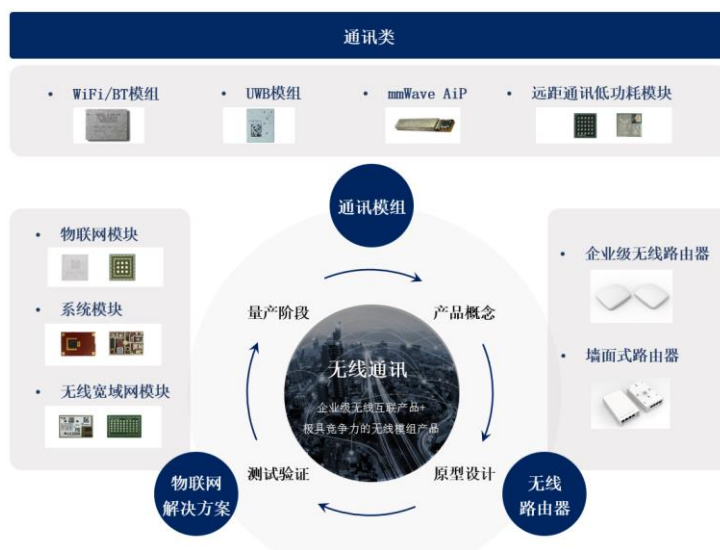 通讯类
• WiFi/BT模组
• UWB模组
• mmWave AiP
• 远距通讯低功耗模块
通讯模组
• 物联网模块
• 系统模块
• 无线宽域网模块
• 企业级无线路由器
• 墙面式路由器
量产阶段
产品概念
无线通讯
企业级无线互联产品+
极具竞争力的无线模组产品
测试验证
原型设计
物联网
解决方案
无线
路由器